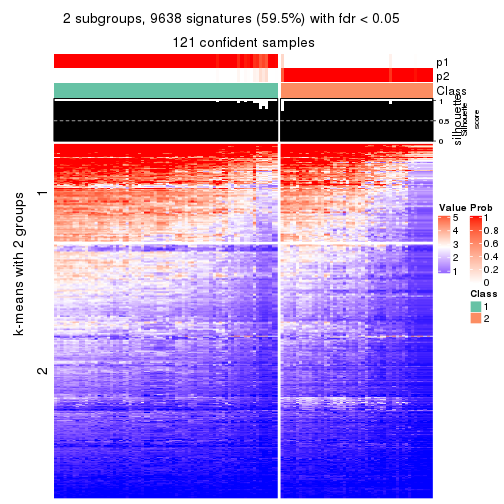 2 subgroups, 9638 signatures (59.5%) with fdr < 0.05
121 confident samples
p1
p2
Class
1
0.5
0
silhouette
Silhouette
score
k-means with 2 groups
1
2
Value
5
4
3
2
1
Prob
1
0.8
0.6
0.4
0.2
0
Class
1
2